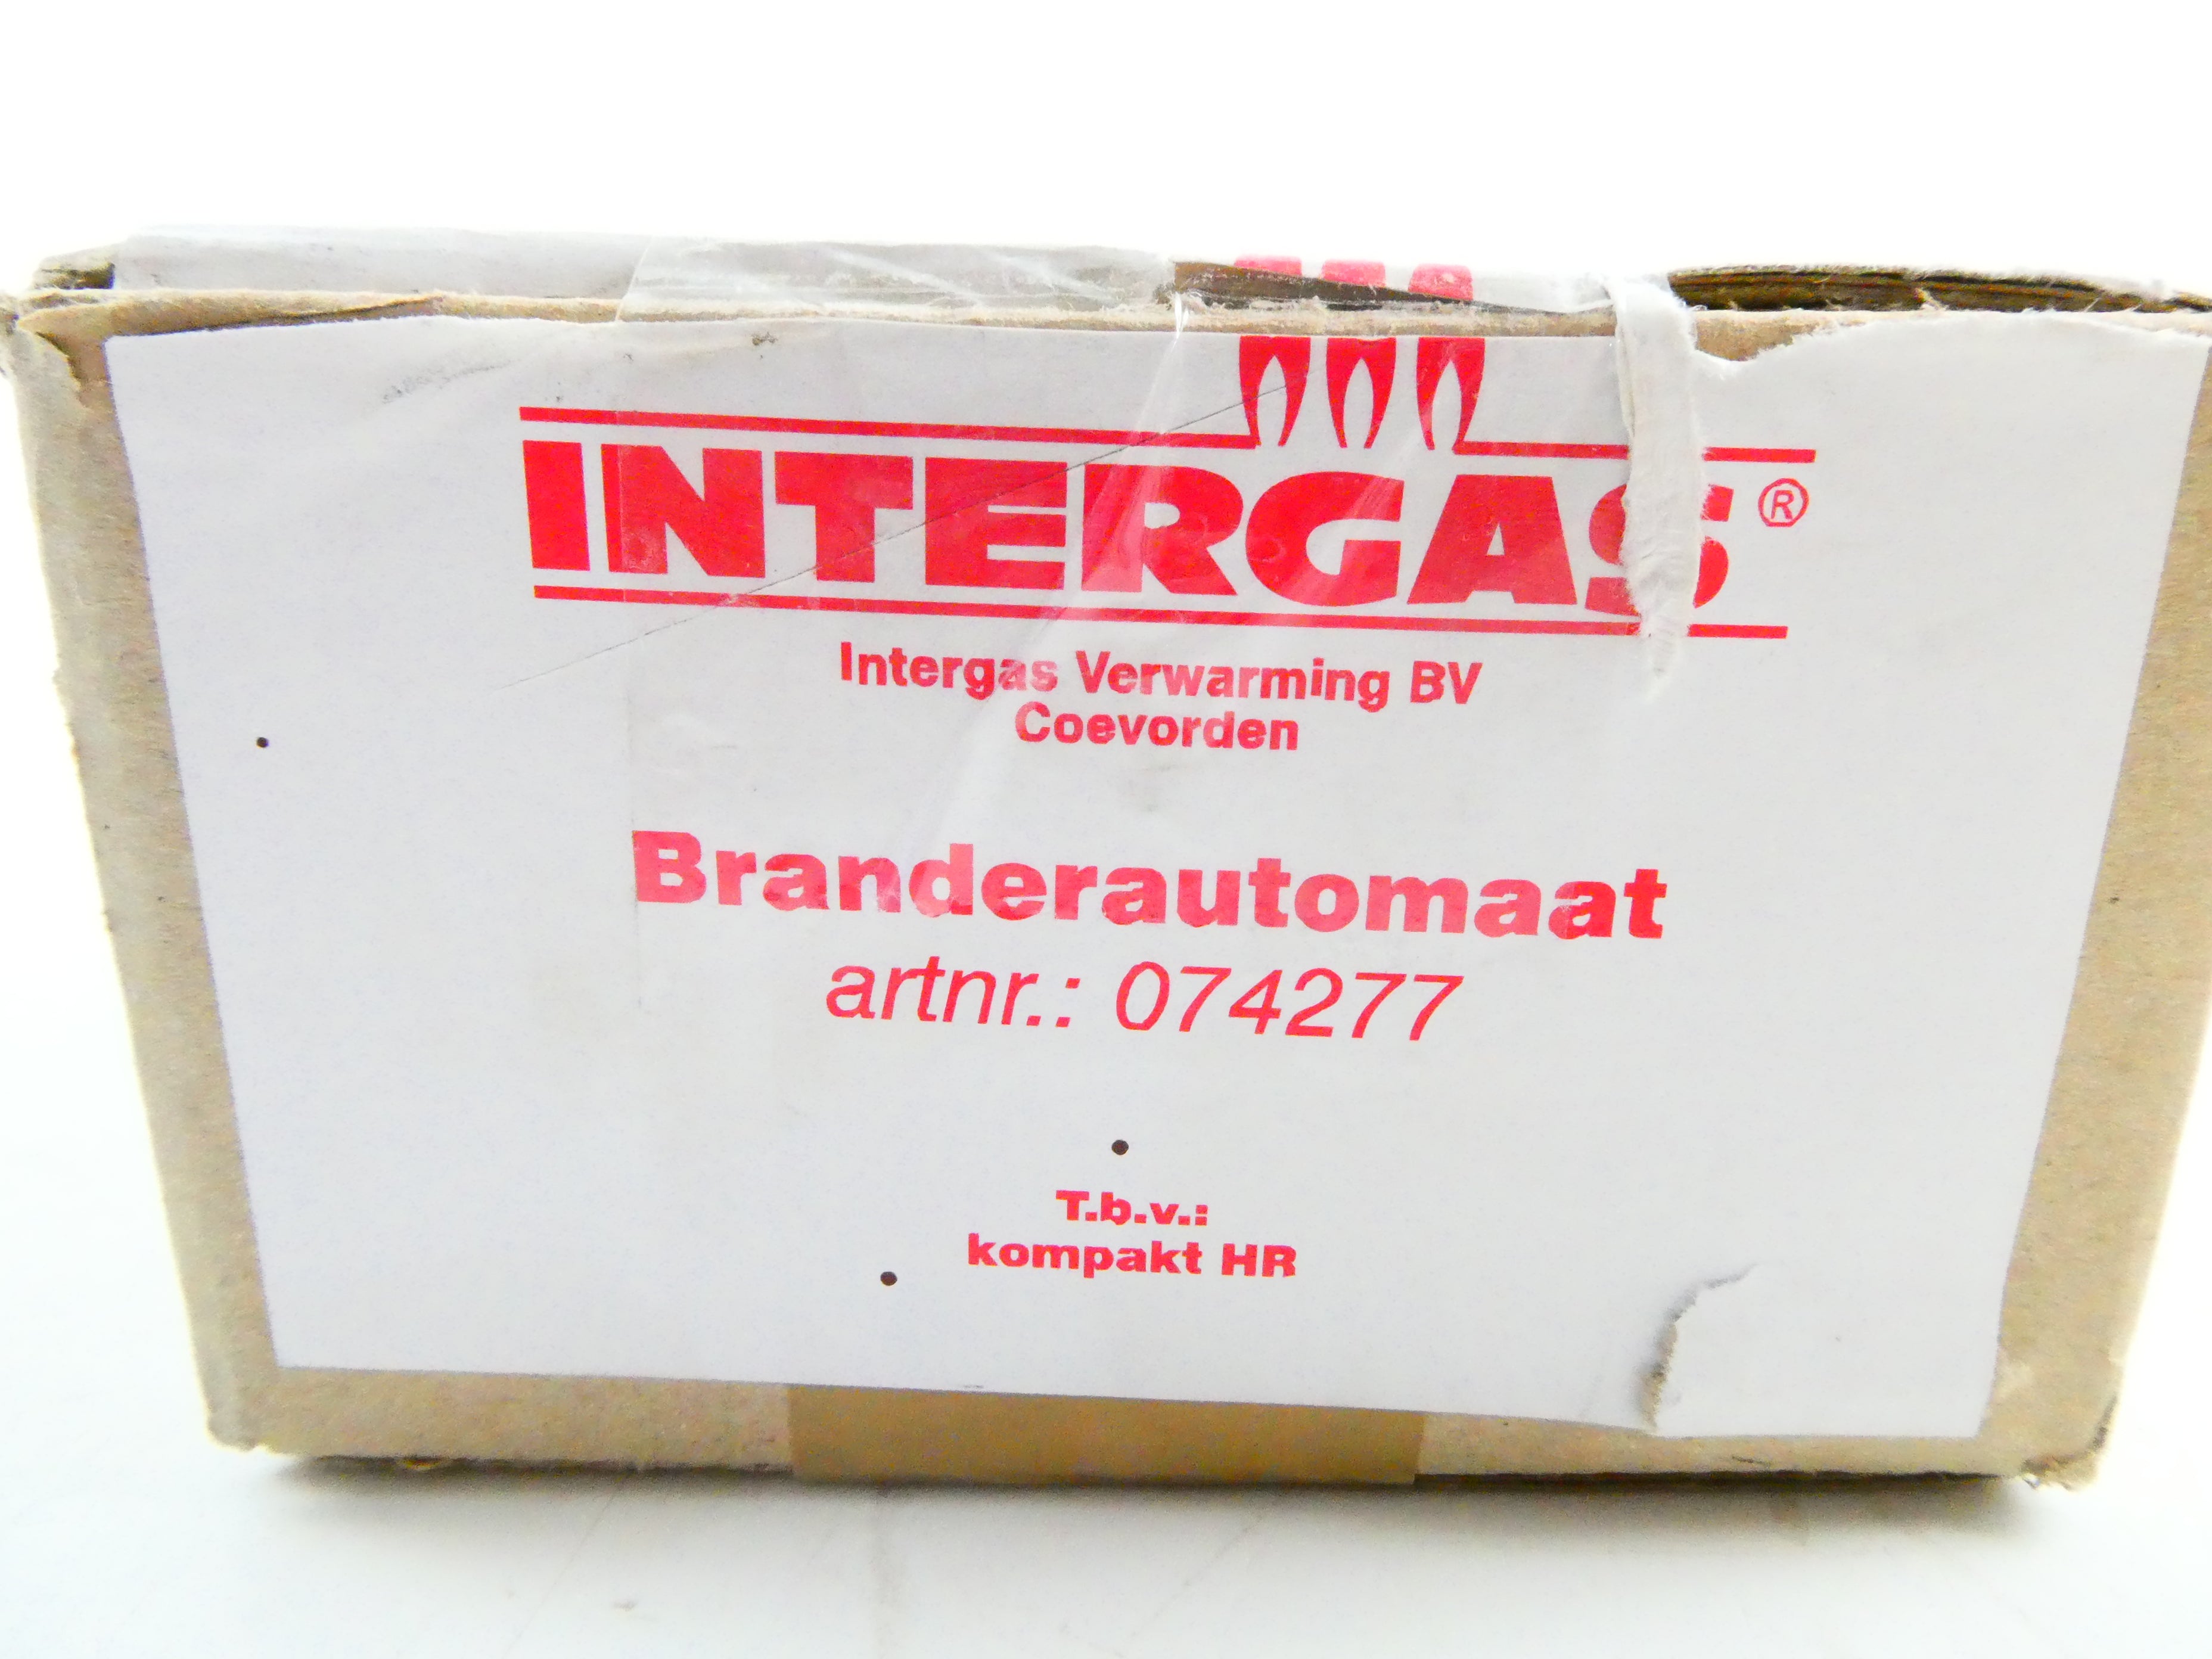 INTERGAS®
Intergas Verwarming BV
Coevorden
Branderautomaat
artnr.: 074277
T.b.v.:
kompakt HR